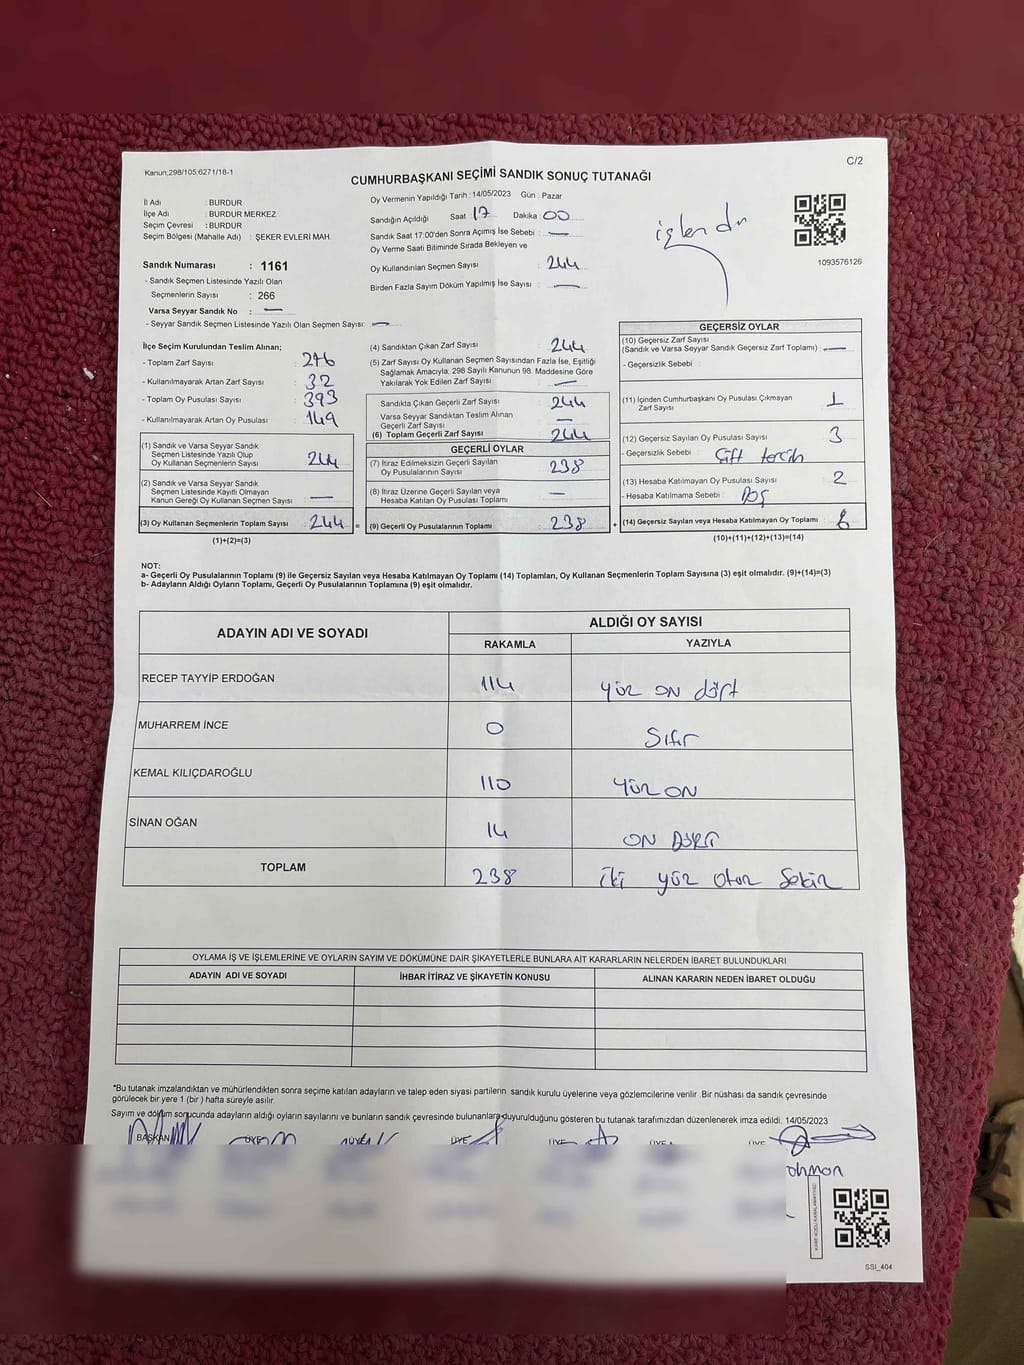 C/2
Kanun;298/105,6271/18-1
CUMHURBAŞKANI SEÇİMİ SANDIK SONUÇ TUTANAĞI
İl Adı : BURDUR
İlçe Adı : BURDUR MERKEZ
Seçim Çevresi : BURDUR
Seçim Bölgesi (Mahalle Adı) : ŞEKER EVLERİ MAH.
Sandık Numarası : 1161
- Sandık Seçmen Listesinde Yazılı Olan
Seçmenlerin Sayısı : 266
Varsa Seyyar Sandık No : —
- Seyyar Sandık Seçmen Listesinde Yazılı Olan Seçmen Sayısı: —
Oy Vermenin Yapıldığı Tarih : 14/05/2023 Gün : Pazar
Sandığın Açıldığı Saat 17 Dakika : 00
Sandık Saat 17:00'den Sonra Açımış İse Sebebi : —
Oy Verme Saati Bitiminde Sırada Bekleyen ve
Oy Kullandırılan Seçmen Sayısı : 244
Birden Fazla Sayım Döküm Yapılmış İse Sayısı : —
işlendi
1093576126
İlçe Seçim Kurulundan Teslim Alınan;
- Toplam Zarf Sayısı : 276
- Kullanılmayarak Artan Zarf Sayısı : 32
- Toplam Oy Pusulası Sayısı : 393
- Kullanılmayarak Artan Oy Pusulası : 149
(1) Sandık ve Varsa Seyyar Sandık
Seçmen Listesinde Yazılı Olup
Oy Kullanan Seçmenlerin Sayısı : 244
(2) Sandık ve Varsa Seyyar Sandık
Seçmen Listesinde Kayıtlı Olmayan
Kanun Gereği Oy Kullanan Seçmen Sayısı : —
(3) Oy Kullanan Seçmenlerin Toplam Sayısı : 244 =
(1)+(2)=(3)
(4) Sandıktan Çıkan Zarf Sayısı : 244
(5) Zarf Sayısı Oy Kullanan Seçmen Sayısından Fazla İse, Eşitliği
Sağlamak Amacıyla, 298 Sayılı Kanunun 98. Maddesine Göre
Yakılarak Yok Edilen Zarf Sayısı : —
Sandıkta Çıkan Geçerli Zarf Sayısı : 244
Varsa Seyyar Sandıktan Teslim Alınan
Geçerli Zarf Sayısı : —
(6) Toplam Geçerli Zarf Sayısı : 244
GEÇERLİ OYLAR
(7) İtiraz Edilmeksizin Geçerli Sayılan
Oy Pusulalarının Sayısı : 238
(8) İtiraz Üzerine Geçerli Sayılan veya
Hesaba Katılan Oy Pusulası Toplamı : —
(9) Geçerli Oy Pusulalarının Toplamı : 238 +
GEÇERSİZ OYLAR
(10) Geçersiz Zarf Sayısı
(Sandık ve Varsa Seyyar Sandık Geçersiz Zarf Toplamı) : —
- Geçersizlik Sebebi :
(11) İçinden Cumhurbaşkanı Oy Pusulası Çıkmayan
Zarf Sayısı : 1
(12) Geçersiz Sayılan Oy Pusulası Sayısı : 3
- Geçersizlik Sebebi : Çift tercih
(13) Hesaba Katılmayan Oy Pusulası Sayısı : 2
- Hesaba Katılmama Sebebi : Boş
(14) Geçersiz Sayılan veya Hesaba Katılmayan Oy Toplamı : 6
(10)+(11)+(12)+(13)=(14)
NOT:
a- Geçerli Oy Pusulalarının Toplamı (9) ile Geçersiz Sayılan veya Hesaba Katılmayan Oy Toplamı (14) Toplamları, Oy Kullanan Seçmenlerin Toplam Sayısına (3) eşit olmalıdır. (9)+(14)=(3)
b- Adayların Aldığı Oyların Toplamı, Geçerli Oy Pusulalarının Toplamına (9) eşit olmalıdır.
ADAYIN ADI VE SOYADI ALDIĞI OY SAYISI
RAKAMLA YAZIYLA
RECEP TAYYİP ERDOĞAN 114 yüz on dört
MUHARREM İNCE 0 Sıfır
KEMAL KILIÇDAROĞLU 110 YÜZ ON
SİNAN OĞAN 14 ON DÖRT
TOPLAM 238 iki yüz otuz sekiz
OYLAMA İŞ VE İŞLEMLERİNE VE OYLARIN SAYIM VE DÖKÜMÜNE DAİR ŞİKAYETLERLE BUNLARA AİT KARARLARIN NELERDEN İBARET BULUNDUKLARI
ADAYIN ADI VE SOYADI İHBAR İTİRAZ VE ŞİKAYETİN KONUSU ALINAN KARARIN NEDEN İBARET OLDUĞU
*Bu tutanak imzalandıktan ve mühürlendikten sonra seçime katılan adayların ve talep eden siyasi partilerin sandık kurulu üyelerine veya gözlemcilerine verilir. Bir nüshası da sandık çevresinde
görülecek bir yere 1 (bir ) hafta süreyle asılır.
Sayım ve döküm sonucunda adayların aldığı oyların sayılarını ve bunların sandık çevresinde bulunanlara duyurulduğunu gösteren bu tutanak tarafımızdan düzenlenerek imza edildi. 14/05/2023
BAŞKAN ÜYE ÜYE ÜYE ÜYE ÜYE
SSI_404